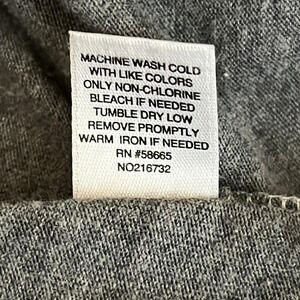 MACHINE WASH COLD
WITH LIKE COLORS
ONLY NON-CHLORINE
BLEACH IF NEEDED
TUMBLE DRY LOW
REMOVE PROMPTLY
WARM IRON IF NEEDED
RN #58665
NO216732